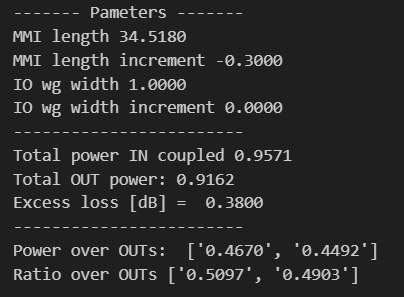 ------- Pameters -------
MMI length 34.5180
MMI length increment -0.3000
IO wg width 1.0000
IO wg width increment 0.0000
------------------------
Total power IN coupled 0.9571
Total OUT power: 0.9162
Excess loss [dB] =  0.3800
------------------------
Power over OUTs:  ['0.4670', '0.4492']
Ratio over OUTs ['0.5097', '0.4903']